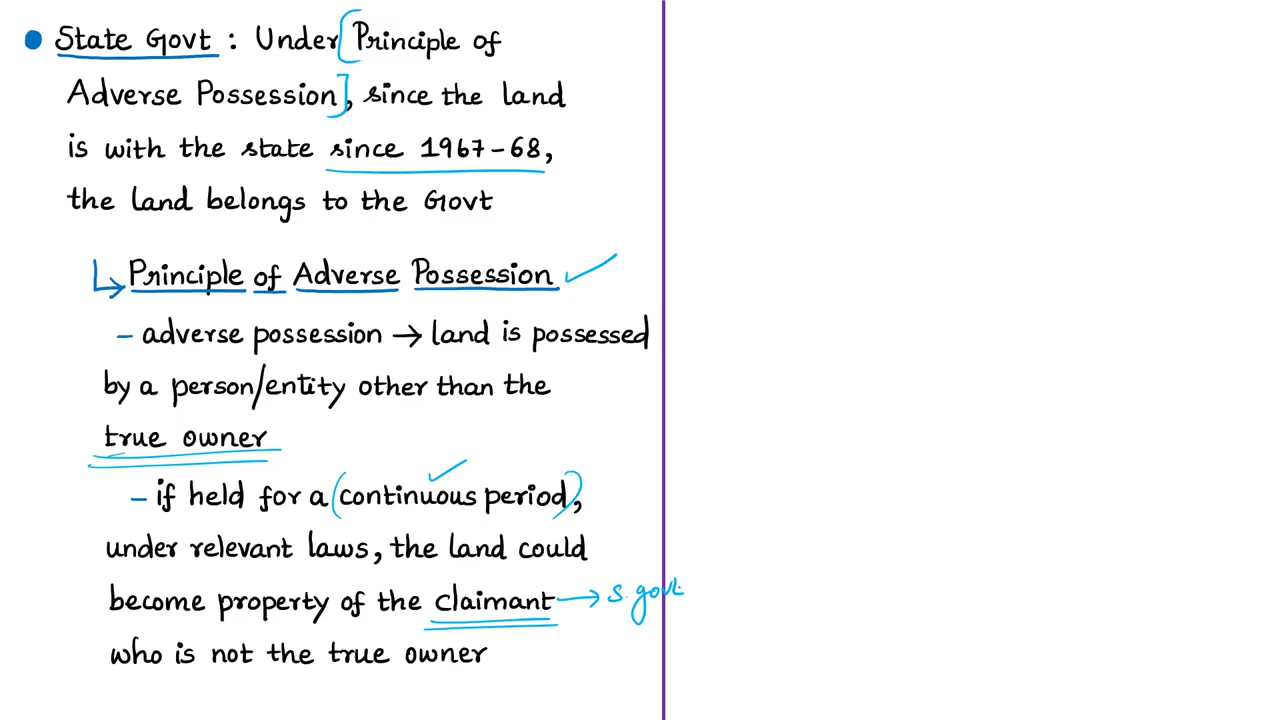 ● State Govt : Under [Principle of
Adverse Possession], since the land
is with the state since 1967-68,
the land belongs to the Govt
↳ Principle of Adverse Possession ✓
- adverse possession → land is possessed
by a person/entity other than the
true owner
- if held for a (continuous period),
under relevant laws, the land could
become property of the claimant → s. govt
who is not the true owner